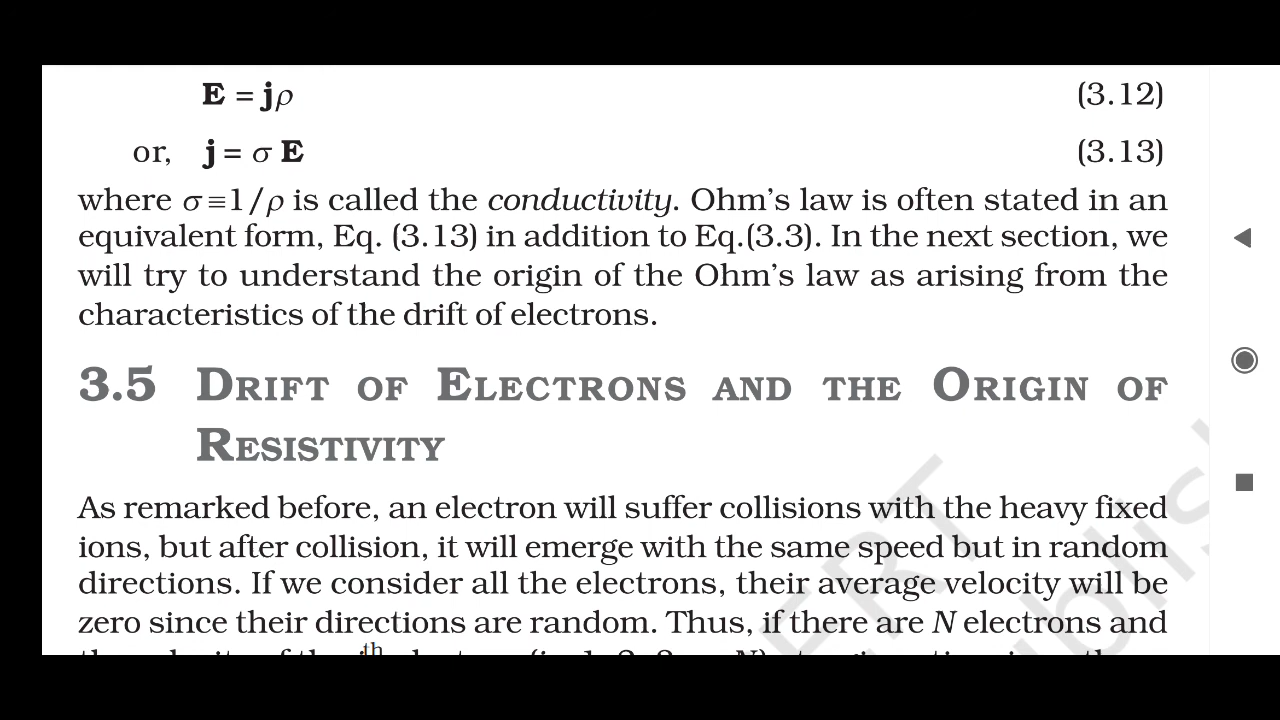 E = jρ (3.12)
or, j = σ E (3.13)
where σ ≡1/ρ is called the conductivity. Ohm's law is often stated in an
equivalent form, Eq. (3.13) in addition to Eq.(3.3). In the next section, we
will try to understand the origin of the Ohm's law as arising from the
characteristics of the drift of electrons.
3.5 DRIFT OF ELECTRONS AND THE ORIGIN OF
RESISTIVITY
As remarked before, an electron will suffer collisions with the heavy fixed
ions, but after collision, it will emerge with the same speed but in random
directions. If we consider all the electrons, their average velocity will be
zero since their directions are random. Thus, if there are N electrons and